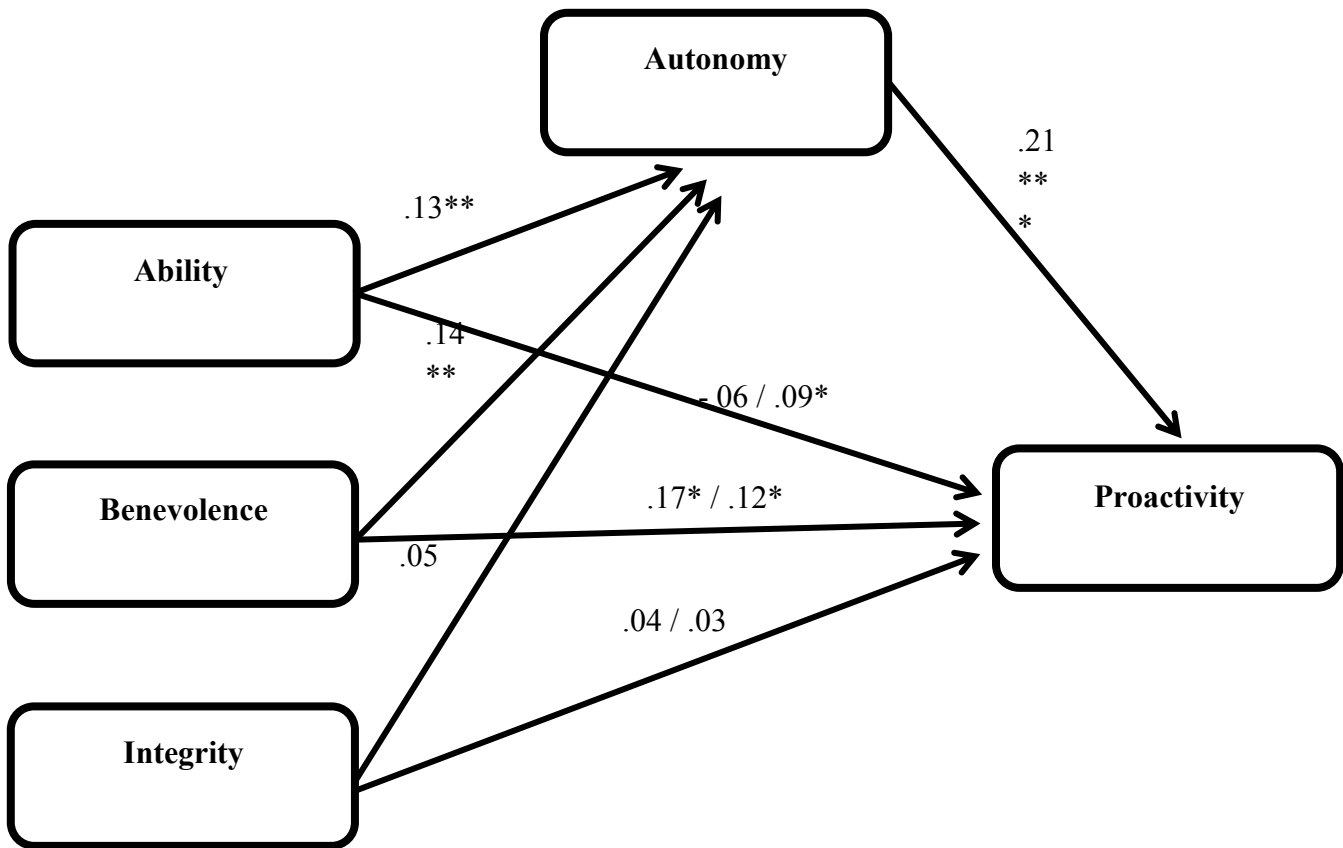 Autonomy
.21
**
*
.13**
Ability
.14
**
-.06 / .09*
Benevolence
.17* / .12*
Proactivity
.05
.04 / .03
Integrity